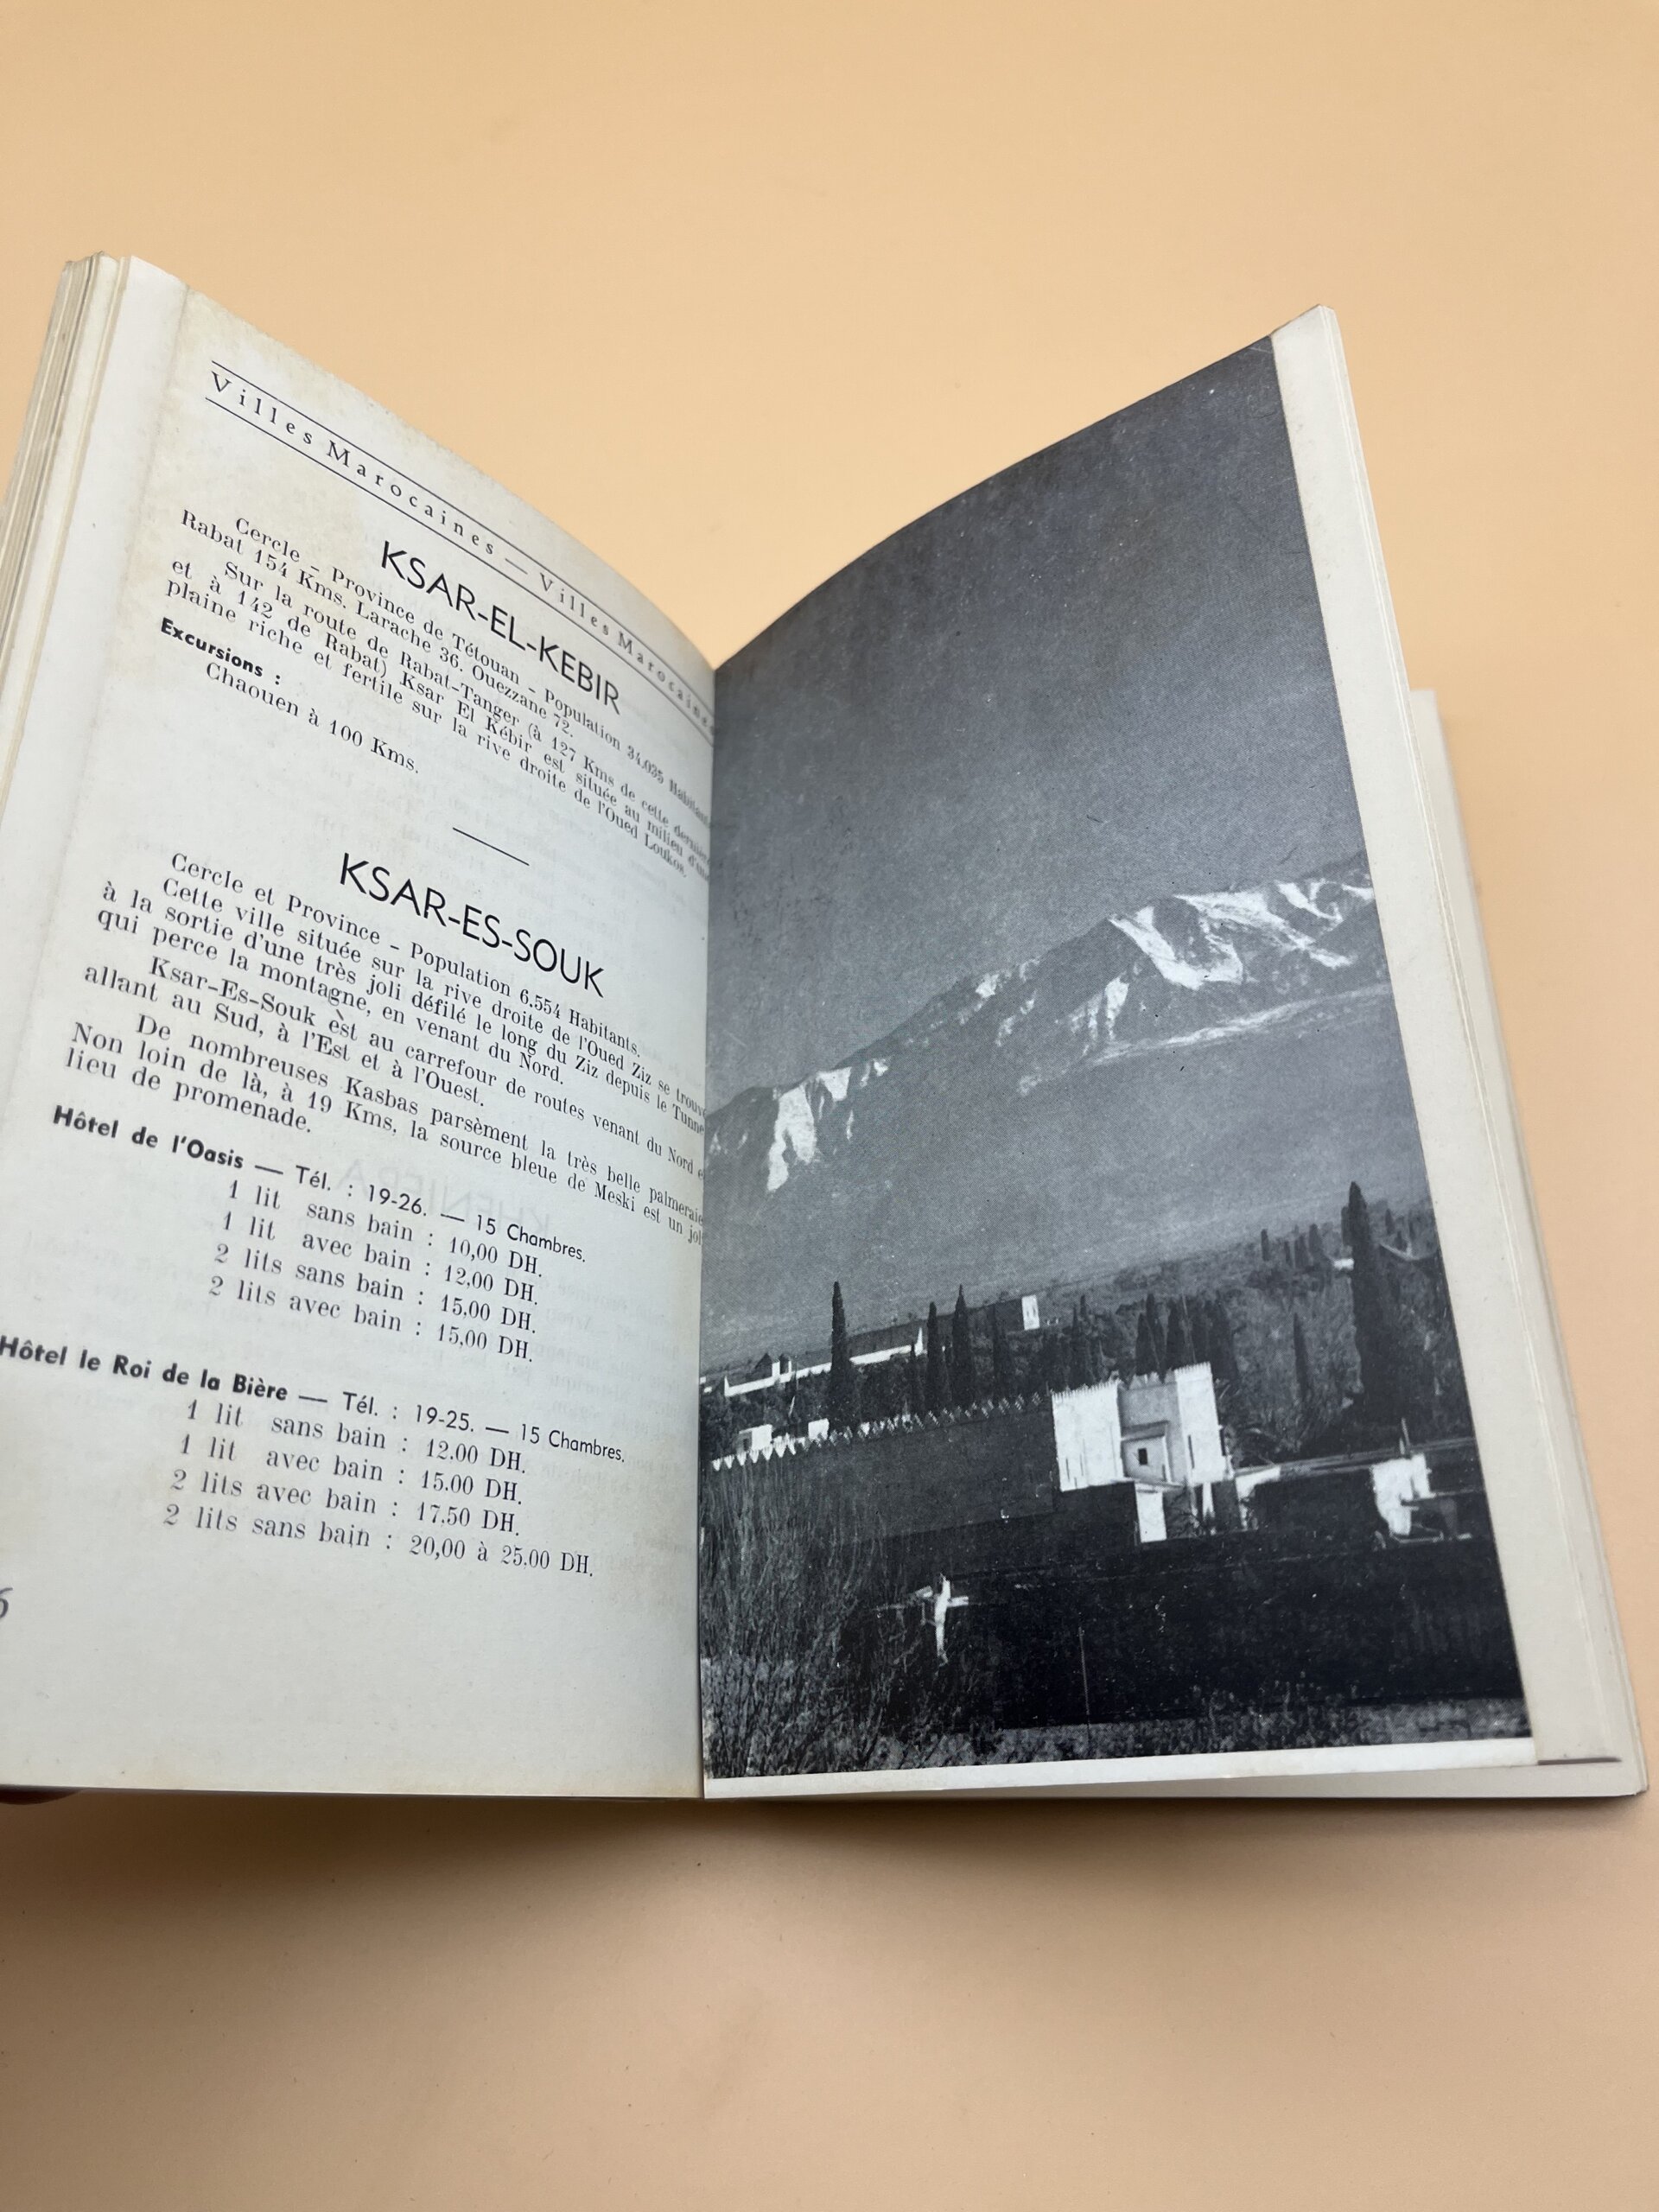 Villes Marocaines — Villes Marocaines
KSAR-EL-KEBIR
Cercle - Province de Tétouan - Population 34.035 Habitants
Rabat 154 Kms. Larache 36. Ouezzane 72.
Sur la route de Rabat-Tanger (à 127 Kms de cette dernière
et à 142 de Rabat) Ksar El Kébir est située au milieu d'une
plaine riche et fertile sur la rive droite de l'Oued Loukos.
Excursions :
Chaouen à 100 Kms.
KSAR-ES-SOUK
Cercle et Province - Population 6.554 Habitants.
Cette ville située sur la rive droite de l'Oued Ziz se trouve
à la sortie d'une très joli défilé le long du Ziz depuis le Tunnel
qui perce la montagne, en venant du Nord.
Ksar-Es-Souk èst au carrefour de routes venant du Nord et
allant au Sud, à l'Est et à l'Ouest.
De nombreuses Kasbas parsèment la très belle palmeraie
Non loin de là, à 19 Kms, la source bleue de Meski est un joli
lieu de promenade.
Hôtel de l'Oasis — Tél. : 19-26. — 15 Chambres.
1 lit sans bain : 10,00 DH.
1 lit avec bain : 12,00 DH.
2 lits sans bain : 15,00 DH.
2 lits avec bain : 15,00 DH.
Hôtel le Roi de la Bière — Tél. : 19-25. — 15 Chambres.
1 lit sans bain : 12.00 DH.
1 lit avec bain : 15.00 DH.
2 lits avec bain : 17.50 DH.
2 lits sans bain : 20,00 à 25.00 DH.
6